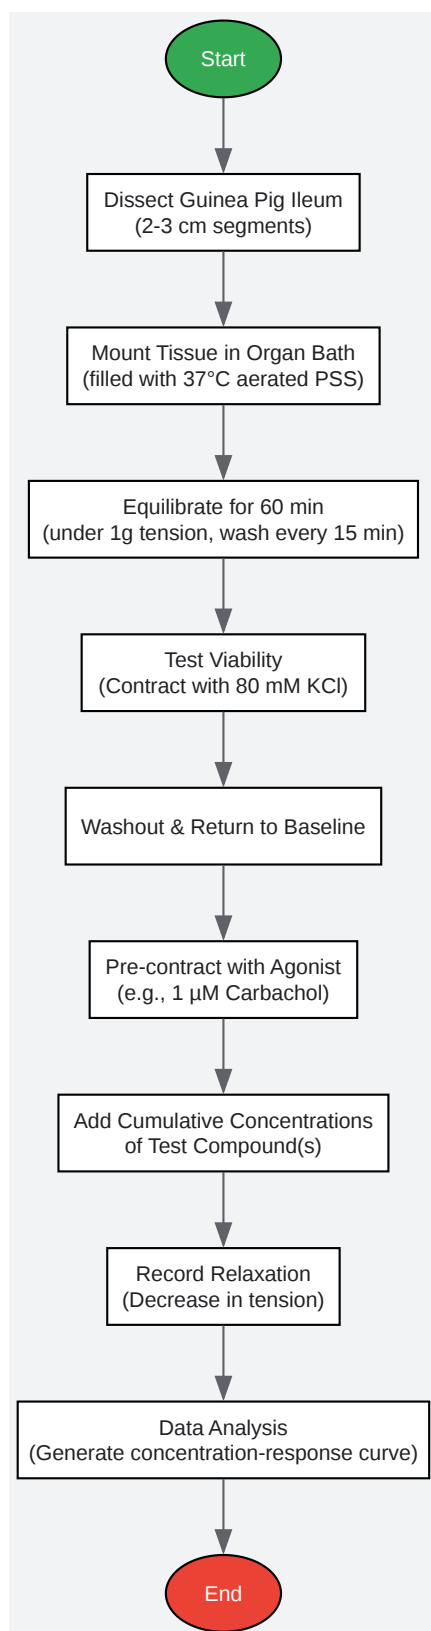 Start
Dissect Guinea Pig Ileum
(2-3 cm segments)
Mount Tissue in Organ Bath
(filled with 37°C aerated PSS)
Equilibrate for 60 min
(under 1g tension, wash every 15 min)
Test Viability
(Contract with 80 mM KCl)
Washout & Return to Baseline
Pre-contract with Agonist
(e.g., 1 µM Carbachol)
Add Cumulative Concentrations
of Test Compound(s)
Record Relaxation
(Decrease in tension)
Data Analysis
(Generate concentration-response curve)
End